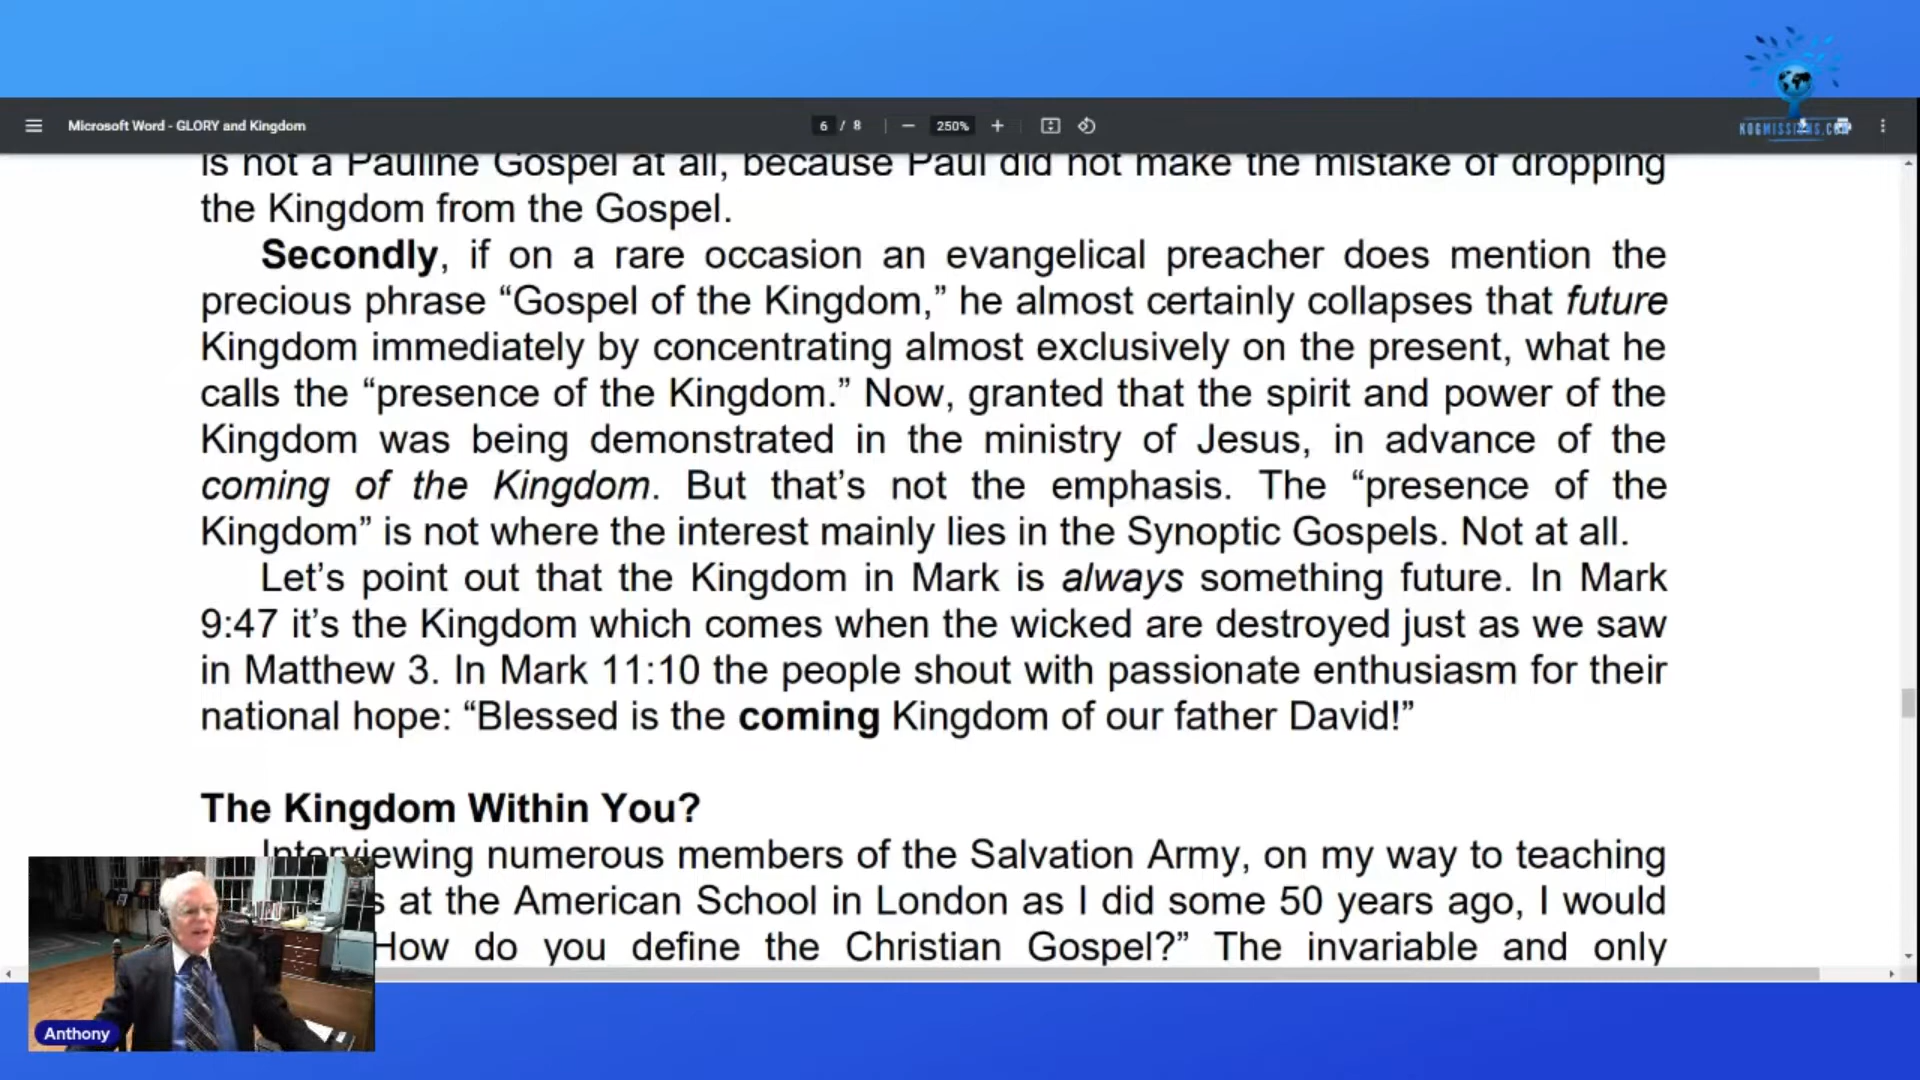 KOGMISSIONS.COM
Microsoft Word - GLORY and Kingdom
6 / 8
250%
is not a Pauline Gospel at all, because Paul did not make the mistake of dropping
the Kingdom from the Gospel.
Secondly, if on a rare occasion an evangelical preacher does mention the
precious phrase “Gospel of the Kingdom,” he almost certainly collapses that future
Kingdom immediately by concentrating almost exclusively on the present, what he
calls the “presence of the Kingdom.” Now, granted that the spirit and power of the
Kingdom was being demonstrated in the ministry of Jesus, in advance of the
coming of the Kingdom. But that’s not the emphasis. The “presence of the
Kingdom” is not where the interest mainly lies in the Synoptic Gospels. Not at all.
Let’s point out that the Kingdom in Mark is always something future. In Mark
9:47 it’s the Kingdom which comes when the wicked are destroyed just as we saw
in Matthew 3. In Mark 11:10 the people shout with passionate enthusiasm for their
national hope: “Blessed is the coming Kingdom of our father David!”
The Kingdom Within You?
Interviewing numerous members of the Salvation Army, on my way to teaching
s at the American School in London as I did some 50 years ago, I would
How do you define the Christian Gospel?” The invariable and only
Anthony